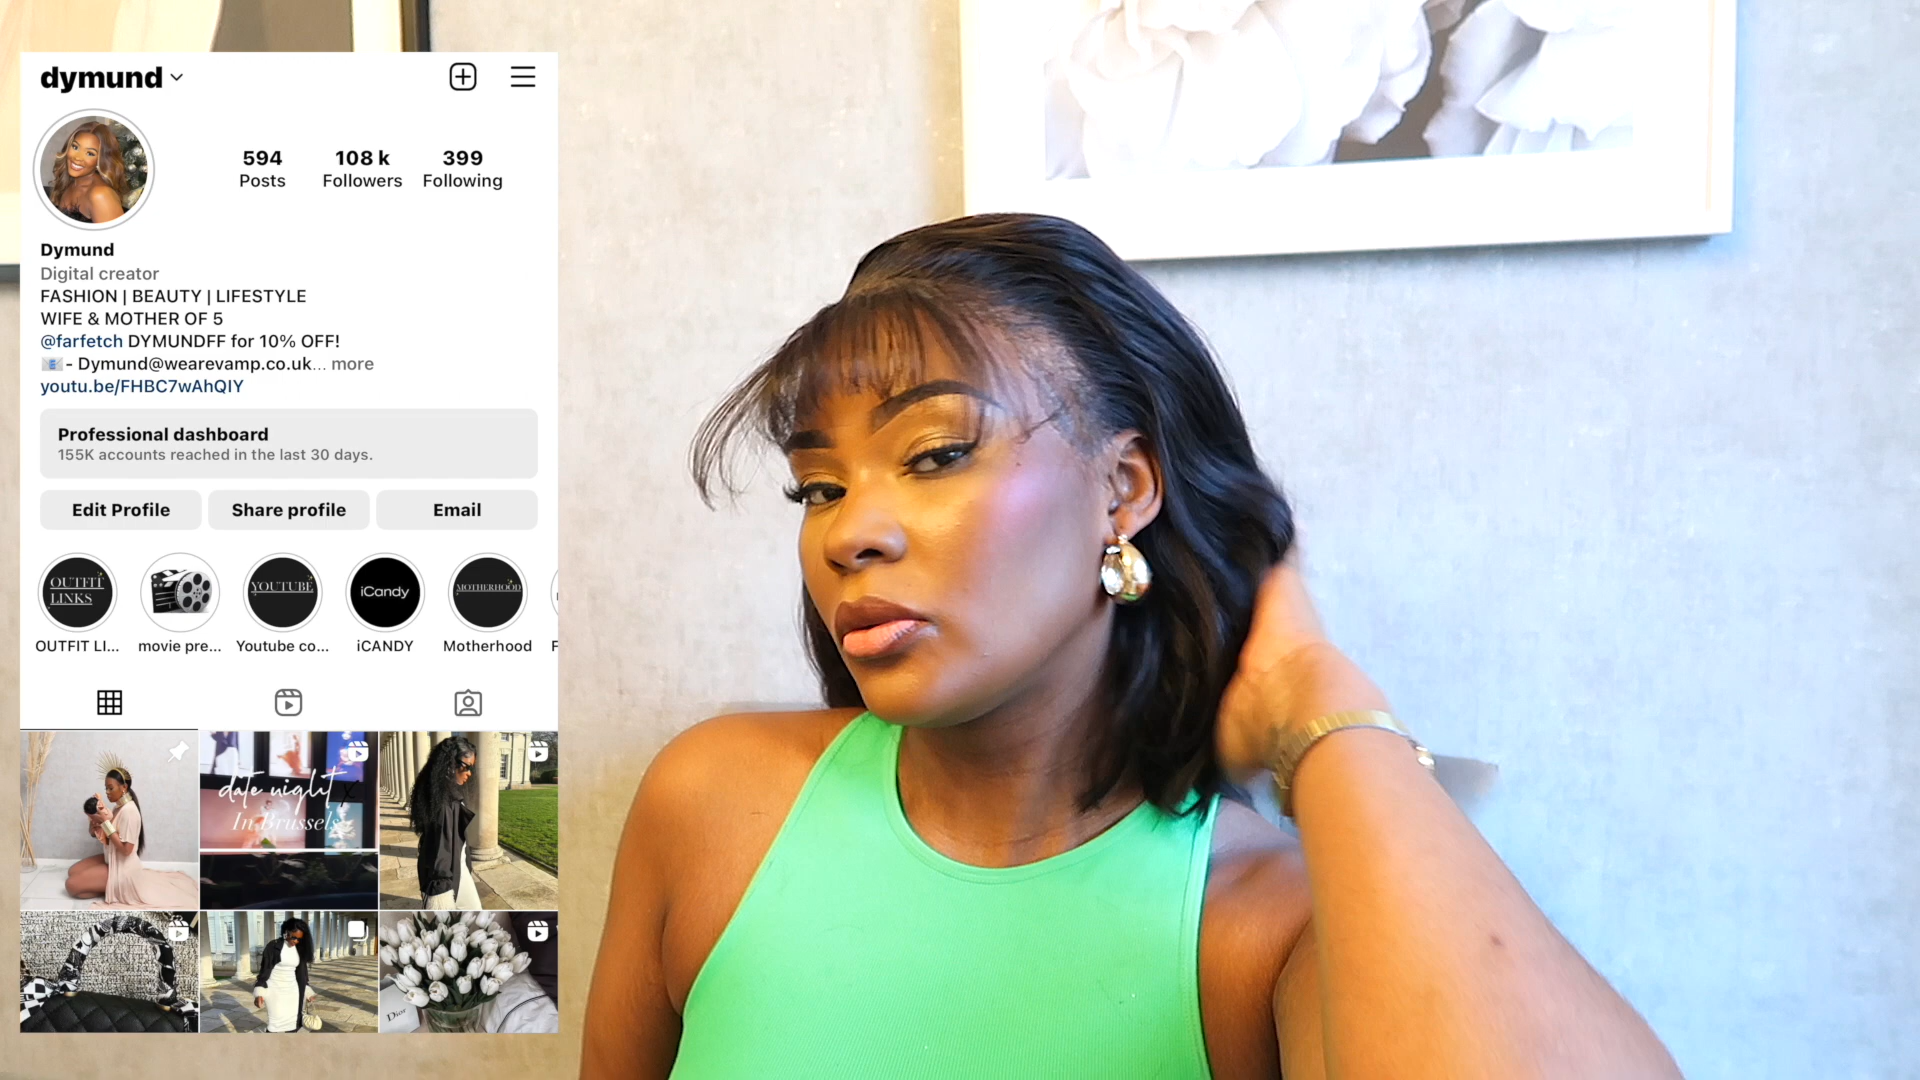 dymund
594 108 k 399
Posts Followers Following
Dymund
Digital creator
FASHION | BEAUTY | LIFESTYLE
WIFE & MOTHER OF 5
@farfetch DYMUNDFF for 10% OFF!
- Dymund@wearevamp.co.uk... more
youtu.be/FHBC7wAhQIY
Professional dashboard
155K accounts reached in the last 30 days.
Edit Profile Share profile Email
OUTFIT
LINKS
YOUTUBE
iCandy
MOTHERHOOD
OUTFIT LI... movie pre... Youtube co... iCANDY Motherhood F
date night
In Brussels
Dior